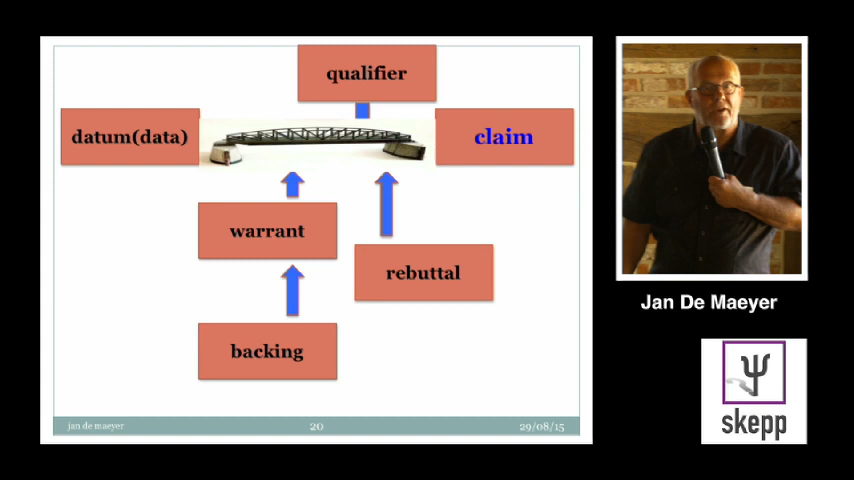 qualifier
datum(data)
claim
warrant
rebuttal
backing
jan de maeyer
20
29/08/15
Jan De Maeyer
skepp